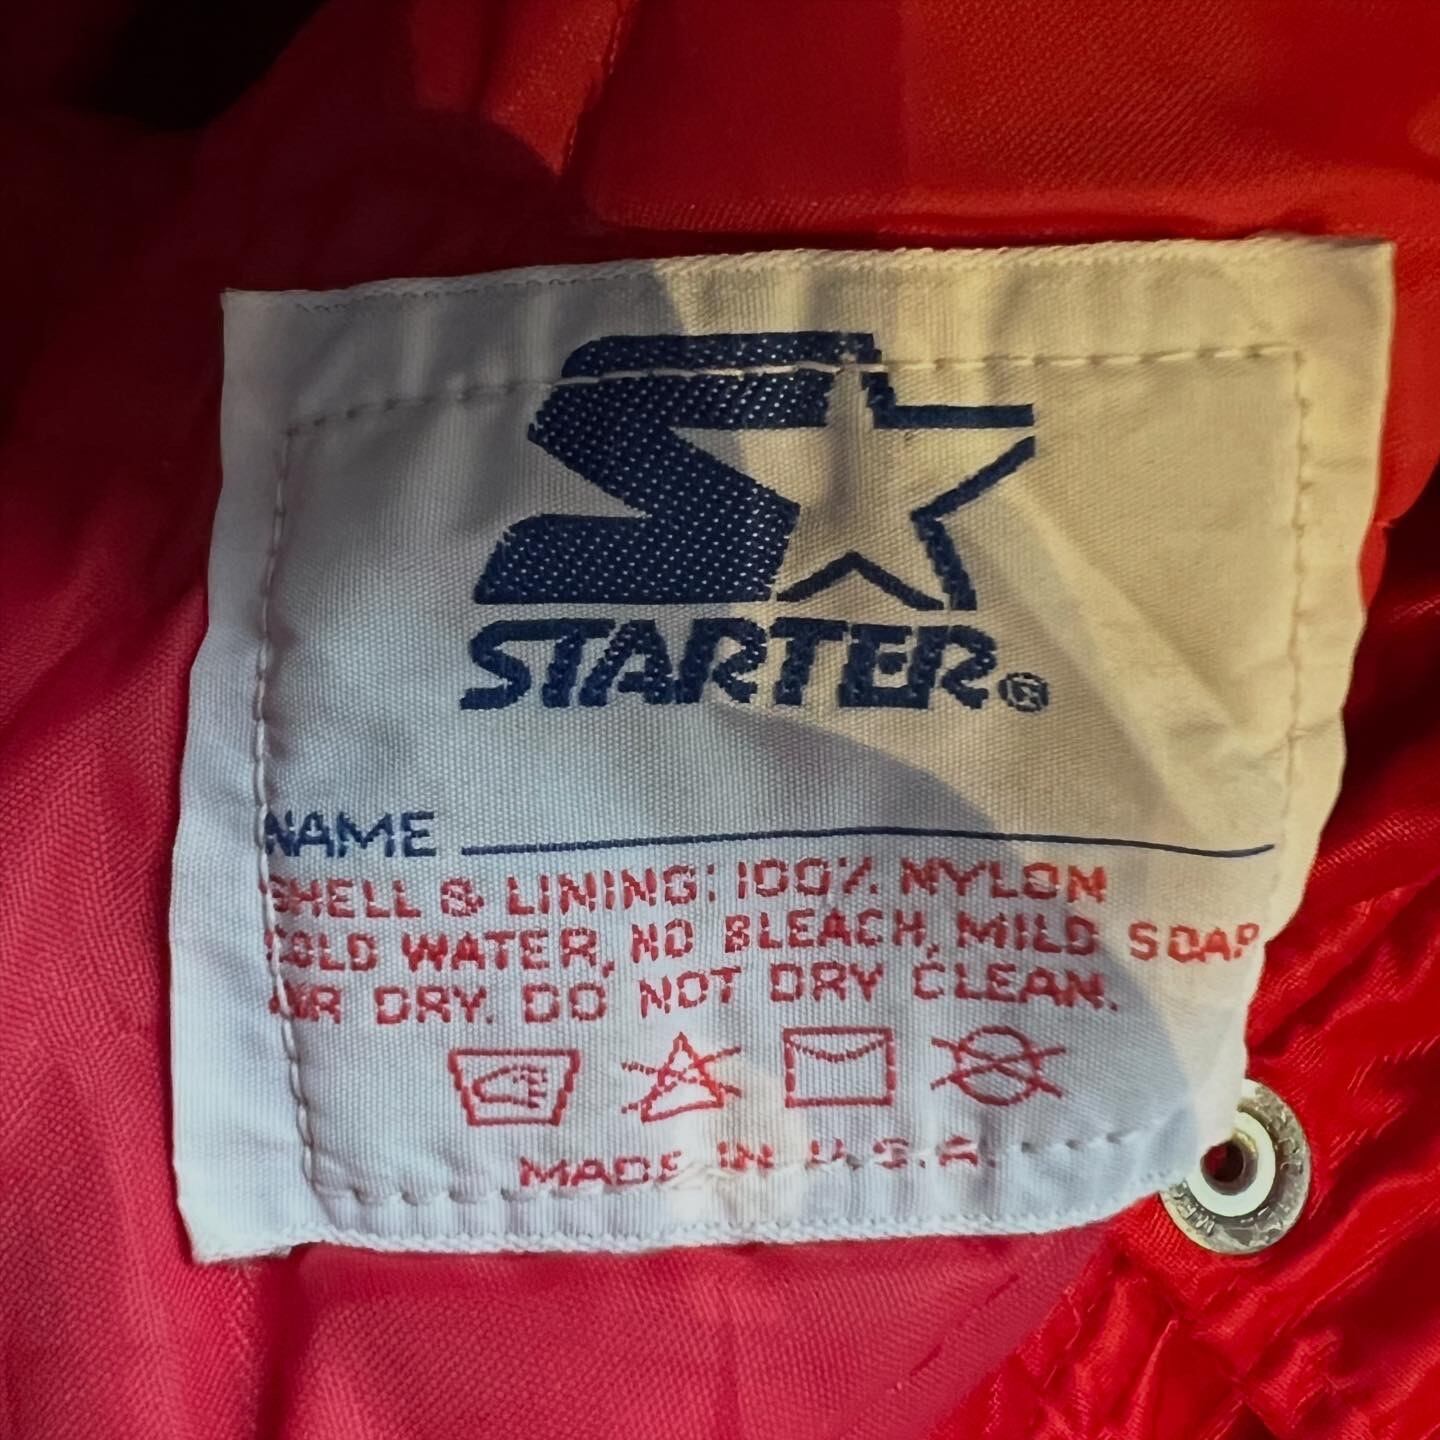 STARTER®
NAME
SHELL & LINING: 100% NYLON
COLD WATER, NO BLEACH, MILD SOAP
AIR DRY. DO NOT DRY CLEAN.
MADE IN U.S.A.